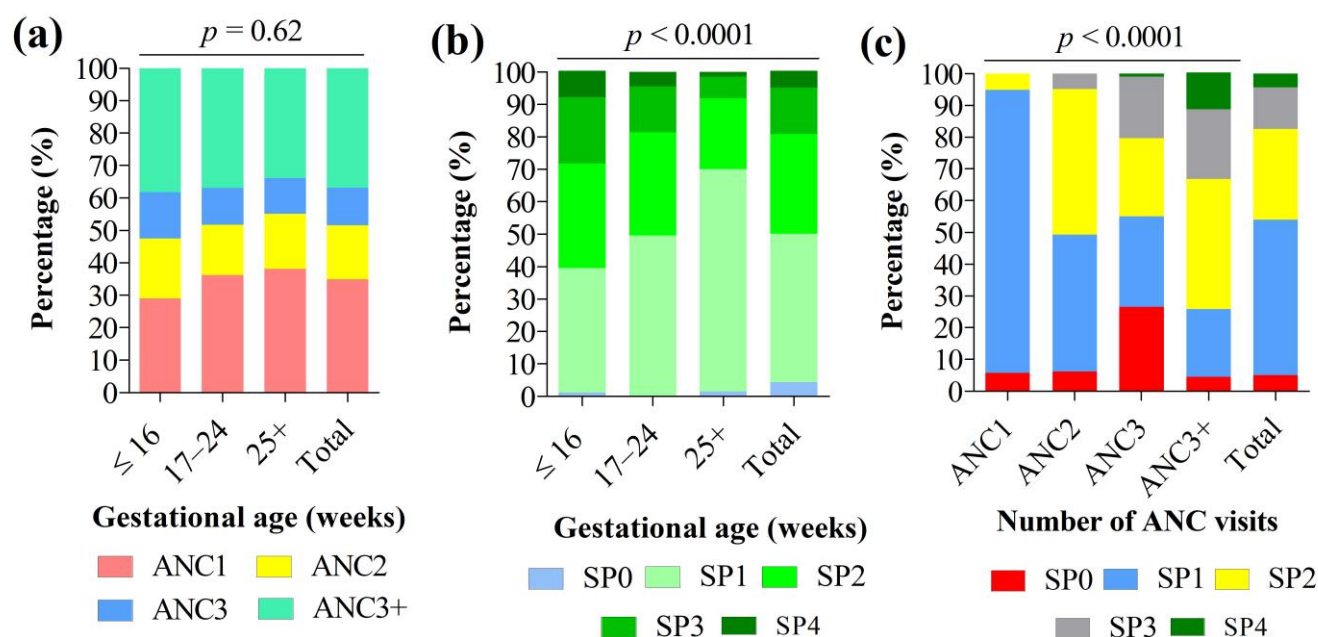 (a)
p = 0.62
Percentage (%)
100
90
80
70
60
50
40
30
20
10
0
≤ 16
17–24
25+
Total
Gestational age (weeks)
ANC1
ANC2
ANC3
ANC3+
(b)
p < 0.0001
Percentage (%)
100
90
80
70
60
50
40
30
20
10
0
≤ 16
17–24
25+
Total
Gestational age (weeks)
SP0
SP1
SP2
SP3
SP4
(c)
p < 0.0001
Percentage (%)
100
90
80
70
60
50
40
30
20
10
0
ANC1
ANC2
ANC3
ANC3+
Total
Number of ANC visits
SP0
SP1
SP2
SP3
SP4